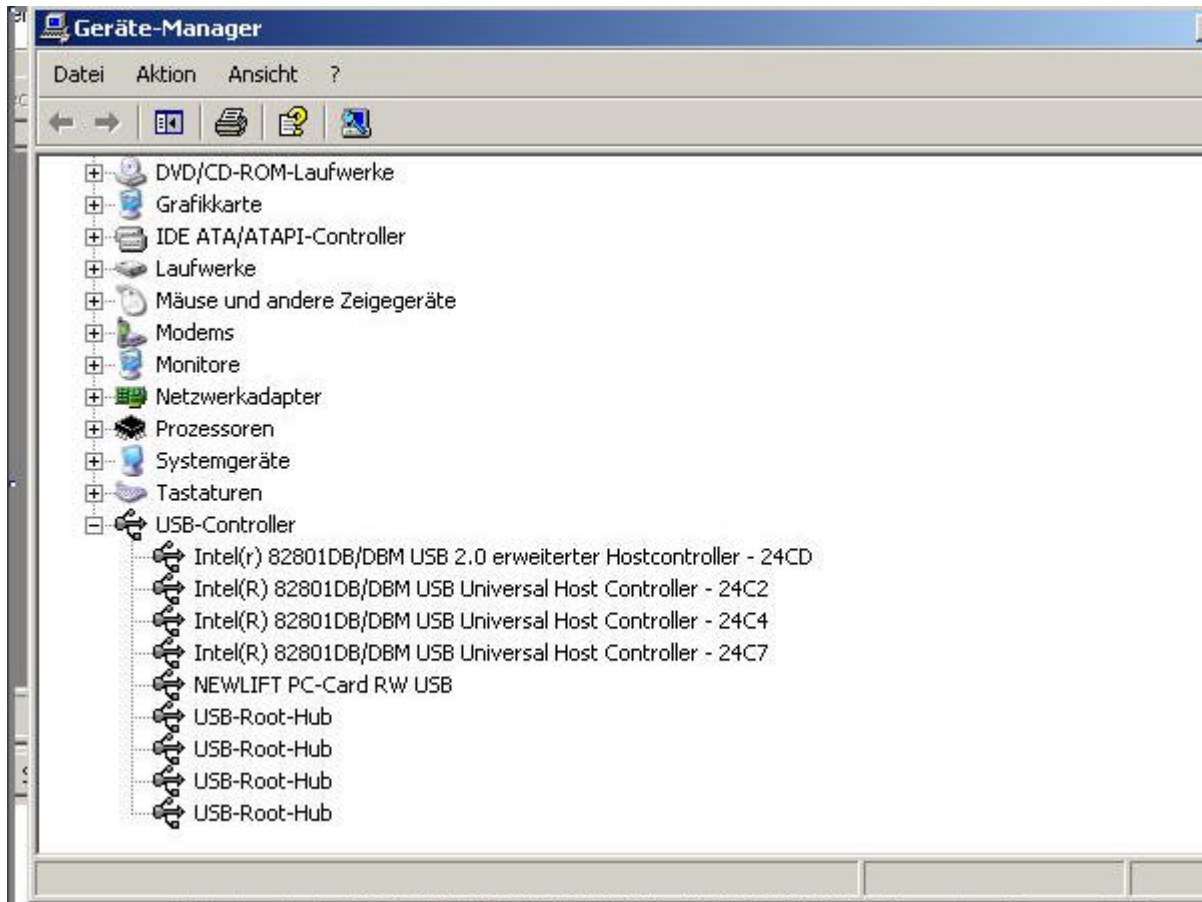 Geräte-Manager
Datei Aktion Ansicht ?
DVD/CD-ROM-Laufwerke
Grafikkarte
IDE ATA/ATAPI-Controller
Laufwerke
Mäuse und andere Zeigegeräte
Modems
Monitore
Netzwerkadapter
Prozessoren
Systemgeräte
Tastaturen
USB-Controller
Intel(r) 82801DB/DBM USB 2.0 erweiterter Hostcontroller - 24CD
Intel(R) 82801DB/DBM USB Universal Host Controller - 24C2
Intel(R) 82801DB/DBM USB Universal Host Controller - 24C4
Intel(R) 82801DB/DBM USB Universal Host Controller - 24C7
NEWLIFT PC-Card RW USB
USB-Root-Hub
USB-Root-Hub
USB-Root-Hub
USB-Root-Hub